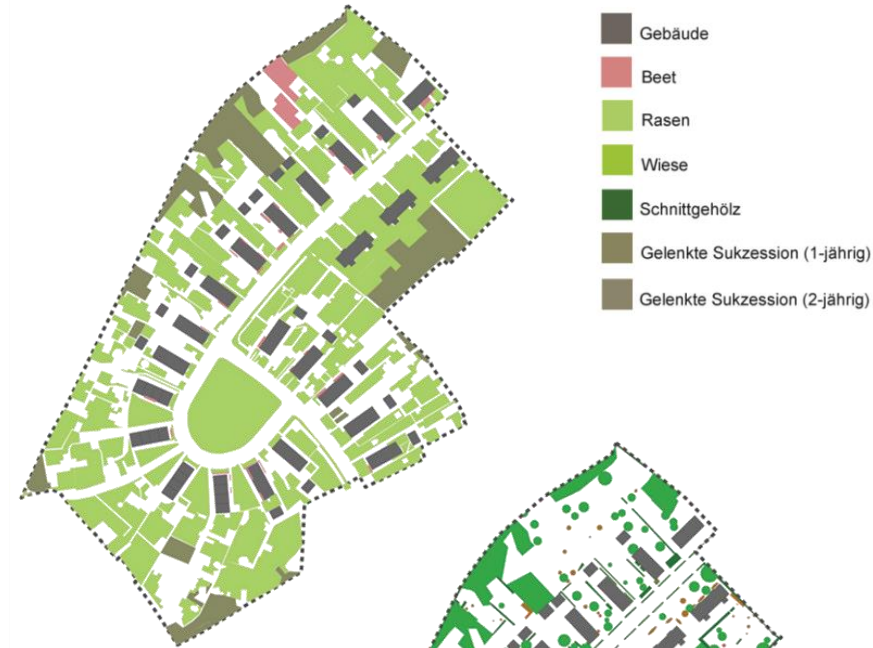 Gebäude
Beet
Rasen
Wiese
Schnittgehölz
Gelenkte Sukzession (1-jährig)
Gelenkte Sukzession (2-jährig)